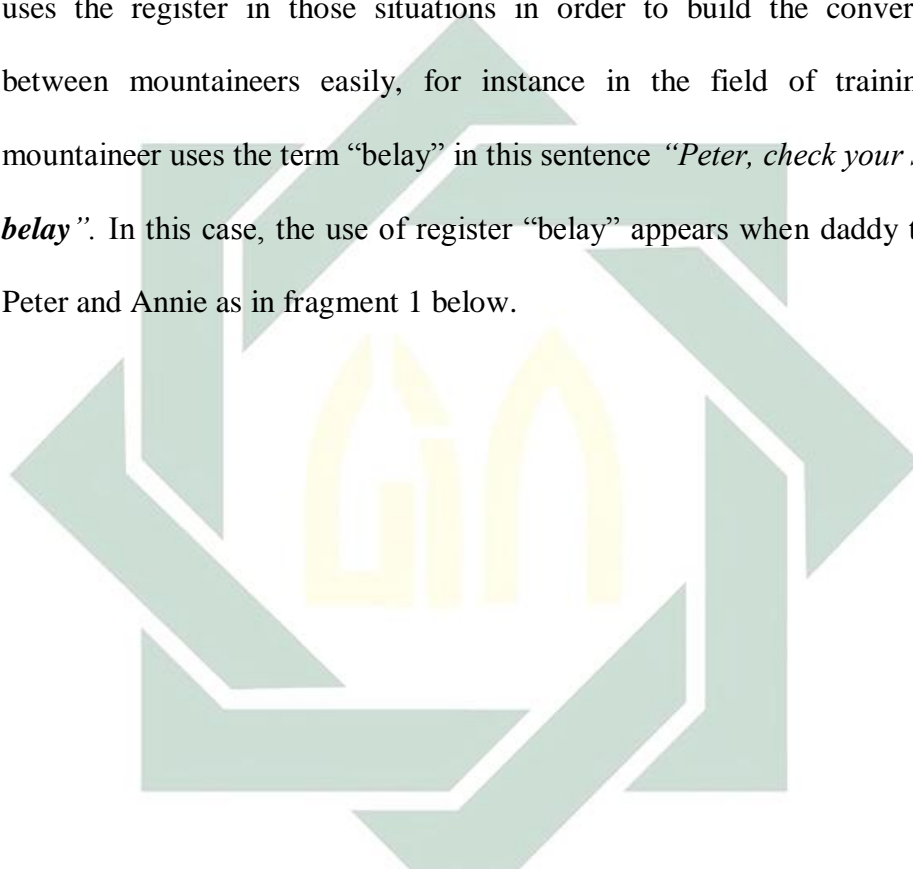 uses the register in those situations in order to build the conver
between mountaineers easily, for instance in the field of trainin
mountaineer uses the term “belay” in this sentence “Peter, check your
belay”. In this case, the use of register “belay” appears when daddy t
Peter and Annie as in fragment 1 below.